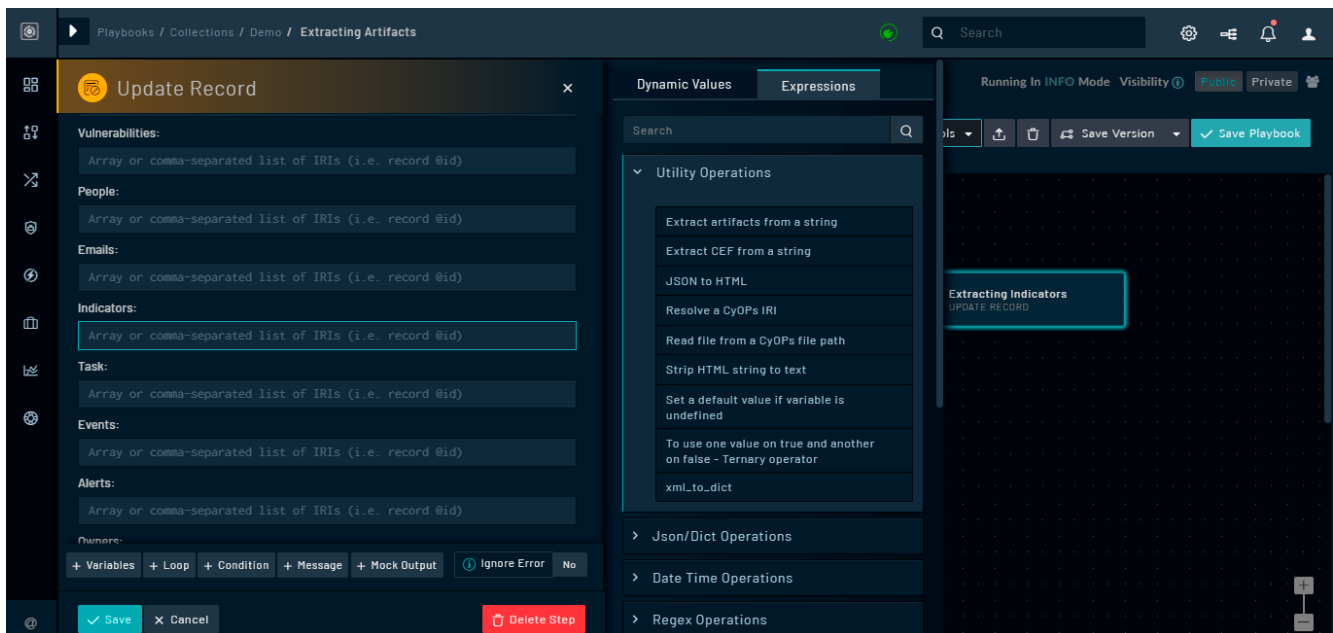 Playbooks / Collections / Demo / Extracting Artifacts
Search
Update Record
×
Dynamic Values
Expressions
Running In INFO Mode Visibility
Public
Private
Save Version
Save Playbook
Vulnerabilities:
Array or comma-separated list of IRIs (i.e. record @id)
People:
Array or comma-separated list of IRIs (i.e. record @id)
Emails:
Array or comma-separated list of IRIs (i.e. record @id)
Indicators:
Array or comma-separated list of IRIs (i.e. record @id)
Task:
Array or comma-separated list of IRIs (i.e. record @id)
Events:
Array or comma-separated list of IRIs (i.e. record @id)
Alerts:
Array or comma-separated list of IRIs (i.e. record @id)
Owners:
+ Variables
+ Loop
+ Condition
+ Message
+ Mock Output
Ignore Error
No
Save
× Cancel
Delete Step
Search
Utility Operations
Extract artifacts from a string
Extract CEF from a string
JSON to HTML
Resolve a CyOPs IRI
Read file from a CyOPs file path
Strip HTML string to text
Set a default value if variable is
undefined
To use one value on true and another
on false - Ternary operator
xml_to_dict
Json/Dict Operations
Date Time Operations
Regex Operations
Extracting Indicators
UPDATE RECORD
@